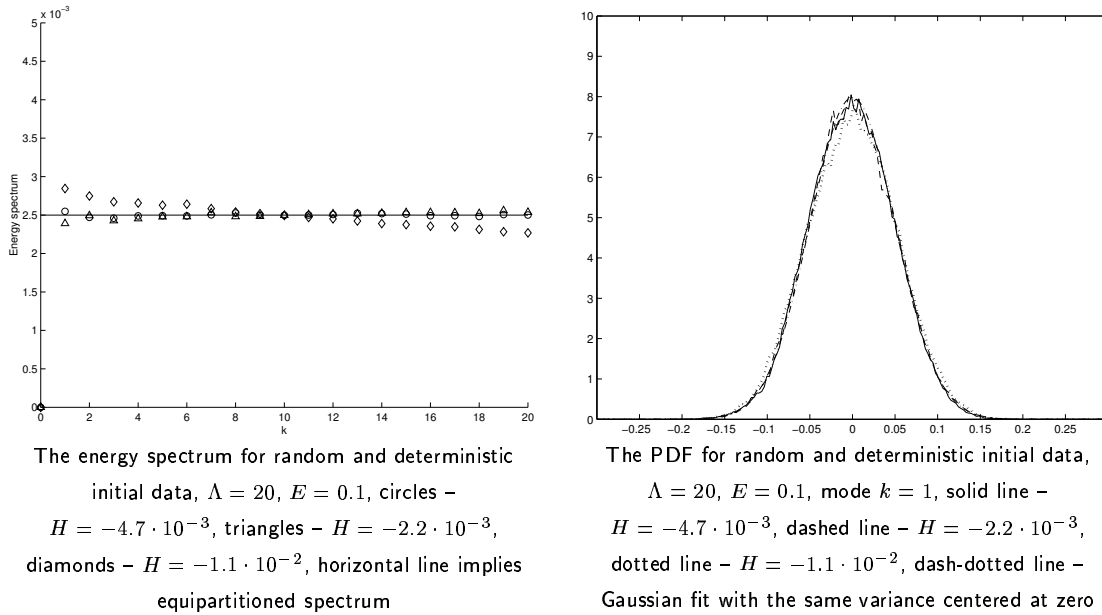 x 10⁻³
5
4.5
4
3.5
3
2.5
2
1.5
1
0.5
0
Energy spectrum
0 2 4 6 8 10 12 14 16 18 20
k
The energy spectrum for random and deterministic
initial data, Λ = 20, E = 0.1, circles –
H = −4.7 · 10⁻³, triangles – H = −2.2 · 10⁻³,
diamonds – H = −1.1 · 10⁻², horizontal line implies
equipartitioned spectrum
10
9
8
7
6
5
4
3
2
1
0
−0.25 −0.2 −0.15 −0.1 −0.05 0 0.05 0.1 0.15 0.2 0.25
The PDF for random and deterministic initial data,
Λ = 20, E = 0.1, mode k = 1, solid line –
H = −4.7 · 10⁻³, dashed line – H = −2.2 · 10⁻³,
dotted line – H = −1.1 · 10⁻², dash-dotted line –
Gaussian fit with the same variance centered at zero